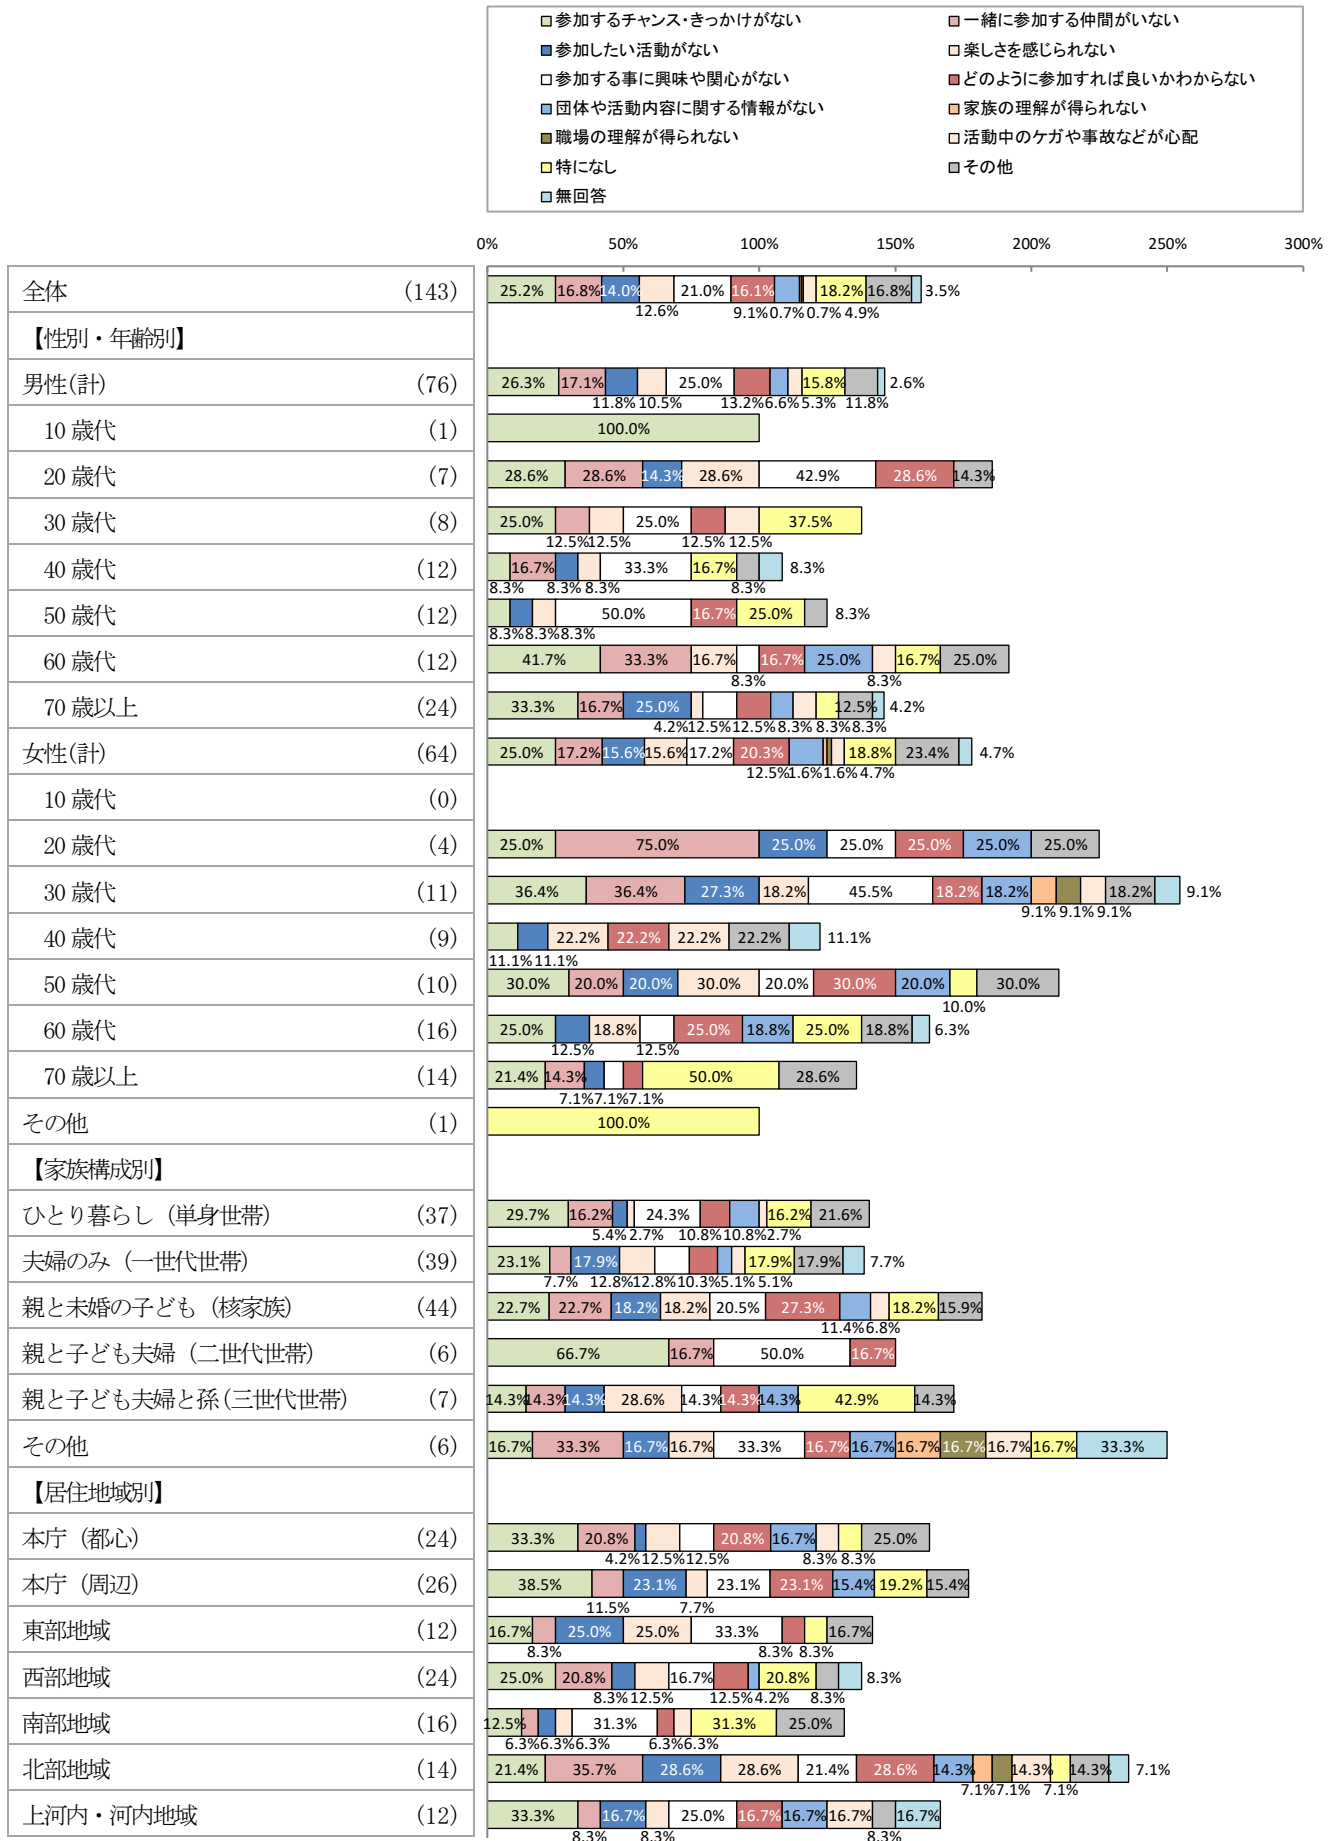 参加するチャンス・きっかけがない 一緒に参加する仲間がいない
参加したい活動がない 楽しさを感じられない
参加する事に興味や関心がない どのように参加すれば良いかわからない
団体や活動内容に関する情報がない 家族の理解が得られない
職場の理解が得られない 活動中のケガや事故などが心配
特になし その他
無回答
0% 50% 100% 150% 200% 250% 300%
全体 (143) 25.2% 16.8% 14.0% 21.0% 16.1% 18.2% 16.8% 3.5%
12.6% 9.1% 0.7% 0.7% 4.9%
【性別・年齢別】
男性(計) (76) 26.3% 17.1% 25.0% 15.8% 2.6%
11.8% 10.5% 13.2% 6.6% 5.3% 11.8%
10 歳代 (1) 100.0%
20 歳代 (7) 28.6% 28.6% 14.3% 28.6% 42.9% 28.6% 14.3%
30 歳代 (8) 25.0% 25.0% 37.5%
12.5% 12.5% 12.5% 12.5%
40 歳代 (12) 16.7% 33.3% 16.7% 8.3%
8.3% 8.3% 8.3% 8.3%
50 歳代 (12) 50.0% 16.7% 25.0% 8.3%
8.3% 8.3% 8.3%
60 歳代 (12) 41.7% 33.3% 16.7% 16.7% 25.0% 16.7% 25.0%
8.3% 8.3%
70 歳以上 (24) 33.3% 16.7% 25.0% 12.5% 4.2%
4.2% 12.5% 12.5% 8.3% 8.3% 8.3%
女性(計) (64) 25.0% 17.2% 15.6% 15.6% 17.2% 20.3% 18.8% 23.4% 4.7%
12.5% 1.6% 1.6% 4.7%
10 歳代 (0)
20 歳代 (4) 25.0% 75.0% 25.0% 25.0% 25.0% 25.0% 25.0%
30 歳代 (11) 36.4% 36.4% 27.3% 18.2% 45.5% 18.2% 18.2% 18.2% 9.1%
9.1% 9.1% 9.1%
40 歳代 (9) 22.2% 22.2% 22.2% 22.2% 11.1%
11.1% 11.1%
50 歳代 (10) 30.0% 20.0% 20.0% 30.0% 20.0% 30.0% 20.0% 30.0%
10.0%
60 歳代 (16) 25.0% 18.8% 25.0% 18.8% 25.0% 18.8% 6.3%
12.5% 12.5%
70 歳以上 (14) 21.4% 14.3% 50.0% 28.6%
7.1% 7.1% 7.1%
その他 (1) 100.0%
【家族構成別】
ひとり暮らし（単身世帯） (37) 29.7% 16.2% 24.3% 16.2% 21.6%
5.4% 2.7% 10.8% 10.8% 2.7%
夫婦のみ（一世代世帯） (39) 23.1% 17.9% 17.9% 17.9% 7.7%
7.7% 12.8% 12.8% 10.3% 5.1% 5.1%
親と未婚の子ども（核家族） (44) 22.7% 22.7% 18.2% 18.2% 20.5% 27.3% 18.2% 15.9%
11.4% 6.8%
親と子ども夫婦（二世代世帯） (6) 66.7% 16.7% 50.0% 16.7%
親と子ども夫婦と孫(三世代世帯） (7) 14.3% 14.3% 14.3% 28.6% 14.3% 14.3% 14.3% 42.9% 14.3%
その他 (6) 16.7% 33.3% 16.7% 16.7% 33.3% 16.7% 16.7% 16.7% 16.7% 16.7% 16.7% 33.3%
【居住地域別】
本庁（都心） (24) 33.3% 20.8% 20.8% 16.7% 25.0%
4.2% 12.5% 12.5% 8.3% 8.3%
本庁（周辺） (26) 38.5% 23.1% 23.1% 23.1% 15.4% 19.2% 15.4%
11.5% 7.7%
東部地域 (12) 16.7% 25.0% 25.0% 33.3% 16.7%
8.3% 8.3% 8.3%
西部地域 (24) 25.0% 20.8% 16.7% 20.8% 8.3%
8.3% 12.5% 12.5% 4.2% 8.3%
南部地域 (16) 12.5% 31.3% 31.3% 25.0%
6.3% 6.3% 6.3% 6.3% 6.3%
北部地域 (14) 21.4% 35.7% 28.6% 28.6% 21.4% 28.6% 14.3% 14.3% 14.3% 7.1%
7.1% 7.1% 7.1%
上河内・河内地域 (12) 33.3% 16.7% 25.0% 16.7% 16.7% 16.7% 16.7%
8.3% 8.3% 8.3%